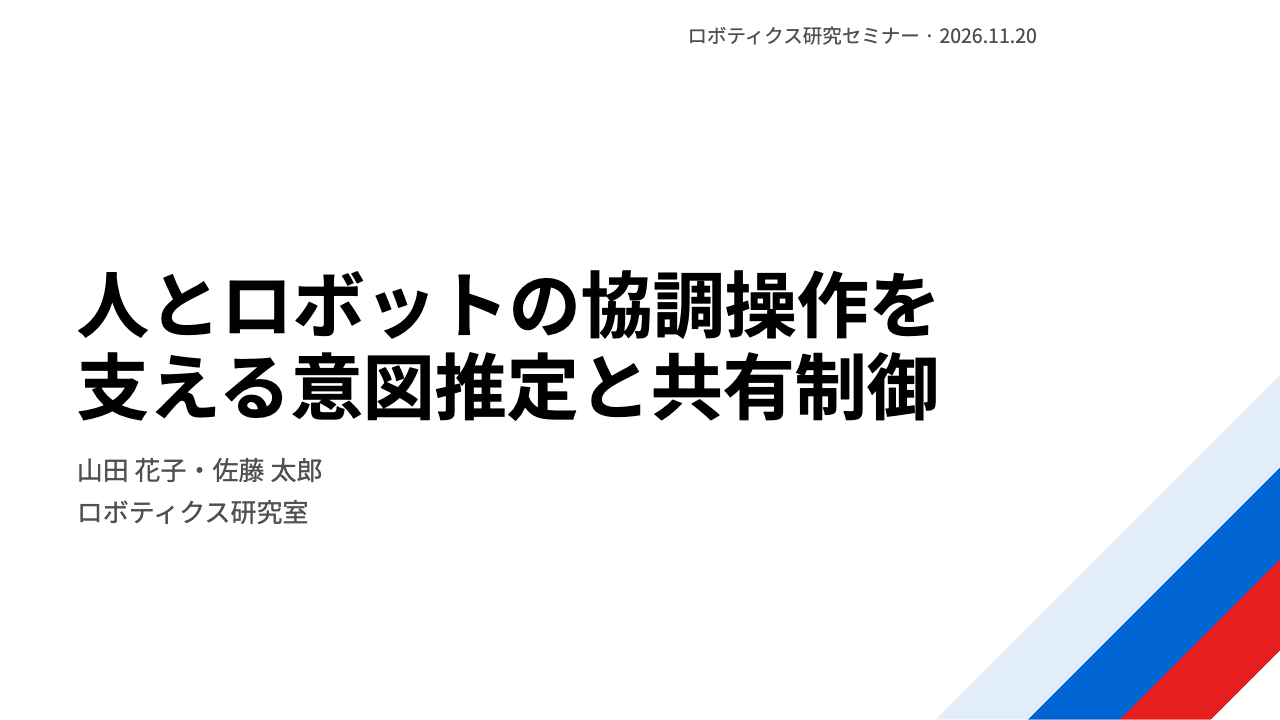 ロボティクス研究セミナー · 2026.11.20
人とロボットの協調操作を
支える意図推定と共有制御
山田 花子・佐藤 太郎
ロボティクス研究室